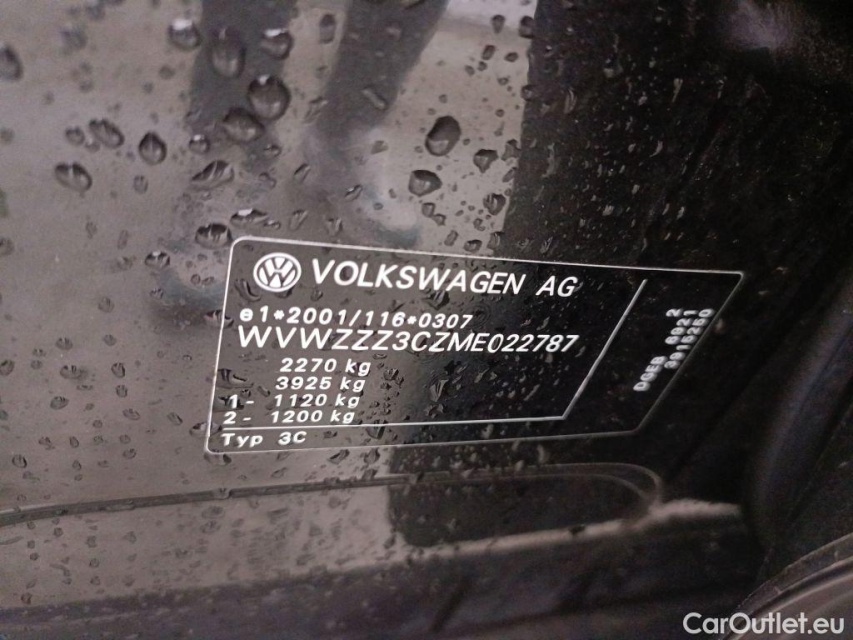 VOLKSWAGEN AG
e1*2001/116*0307
WVWZZZ3CZME022787
2270 kg
3925 kg
1- 1120 kg
2- 1200 kg
Typ 3C
CarOutlet.eu